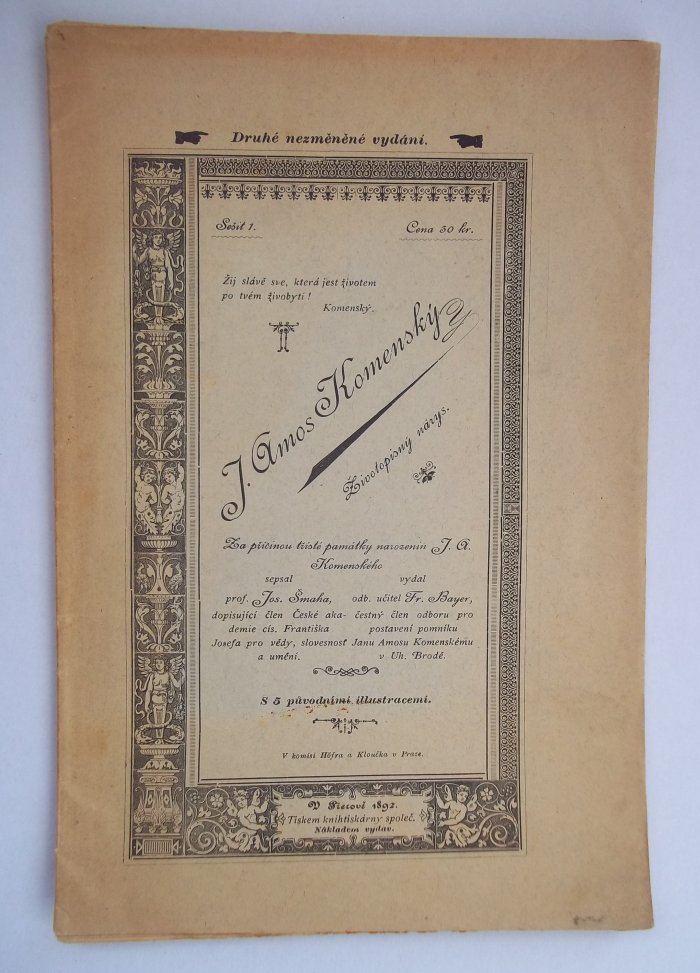 Druhé nezměněné vydání.
Sešit 1.
Cena 50 kr.
Žij slávě sve, která jest životem
po tvém živobytí!
Komenský.
J. Amos Komenský
Životopisný nárys.
Za příčinou třísté památky narozenin J. A.
Komenského
sepsal
prof. Jos. Šmaha,
dopisující člen České aka-
demie cís. Františka
Josefa pro vědy, slovesnosť
a umění.
vydal
odb. učitel Fr. Bayer,
čestný člen odboru pro
postavení pomníku
Janu Amosu Komenskému
v Uh. Brodě.
S 5 původními illustracemi.
V komisi Höfra a Kloučka v Praze.
1892.
Tiskem knihtiskárny společ.
Nákladem vydav.